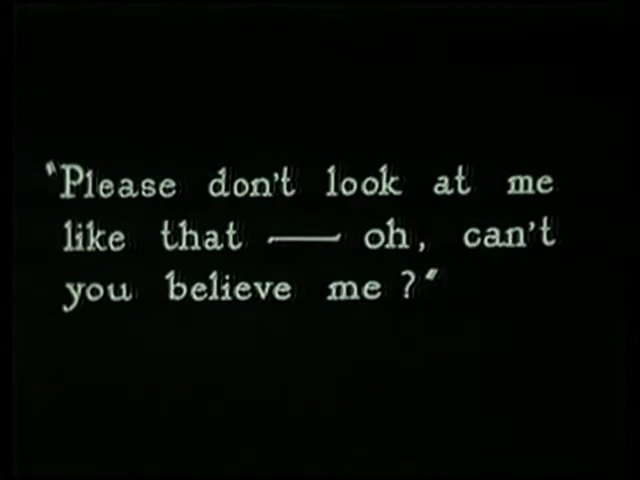 "Please don't look at me
like that — oh, can't
you believe me?"